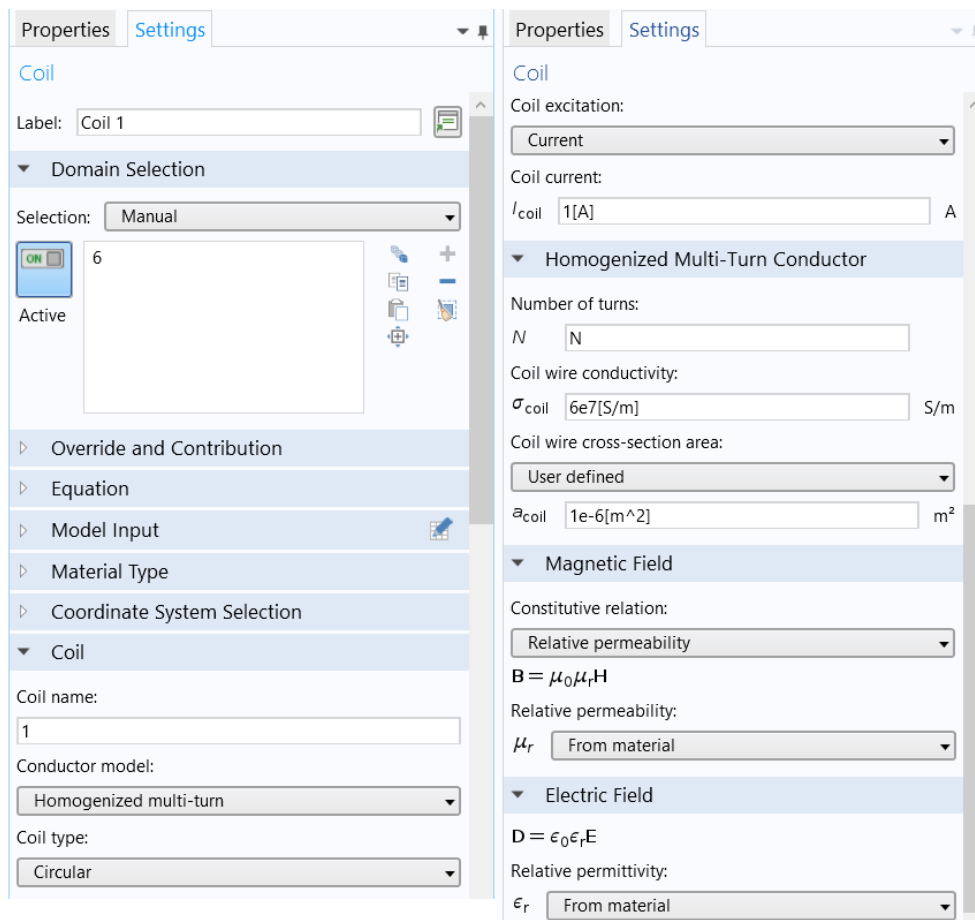 Properties Settings
Coil
Label: Coil 1
Domain Selection
Selection: Manual
ON
6
Active
Override and Contribution
Equation
Model Input
Material Type
Coordinate System Selection
Coil
Coil name:
1
Conductor model:
Homogenized multi-turn
Coil type:
Circular
Properties Settings
Coil
Coil excitation:
Current
Coil current:
I_coil 1[A] A
Homogenized Multi-Turn Conductor
Number of turns:
N N
Coil wire conductivity:
σ_coil 6e7[S/m] S/m
Coil wire cross-section area:
User defined
a_coil 1e-6[m^2] m²
Magnetic Field
Constitutive relation:
Relative permeability
B = μ₀μᵣH
Relative permeability:
μᵣ From material
Electric Field
D = ϵ₀ϵᵣE
Relative permittivity:
ϵᵣ From material